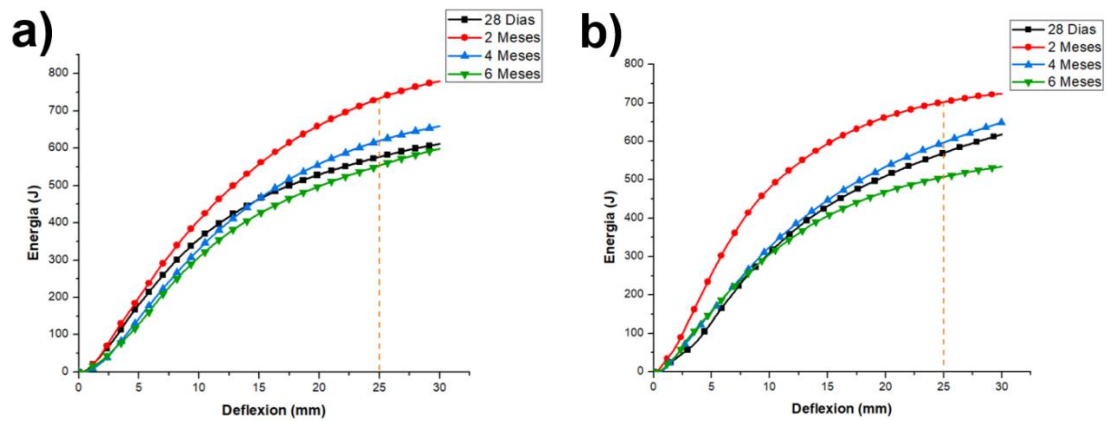 a)
28 Dias
2 Meses
4 Meses
6 Meses
800
700
600
500
400
300
200
100
0
Energia (J)
0 5 10 15 20 25 30
Deflexion (mm)
b)
28 Dias
2 Meses
4 Meses
6 Meses
800
700
600
500
400
300
200
100
0
Energia (J)
0 5 10 15 20 25 30
Deflexion (mm)